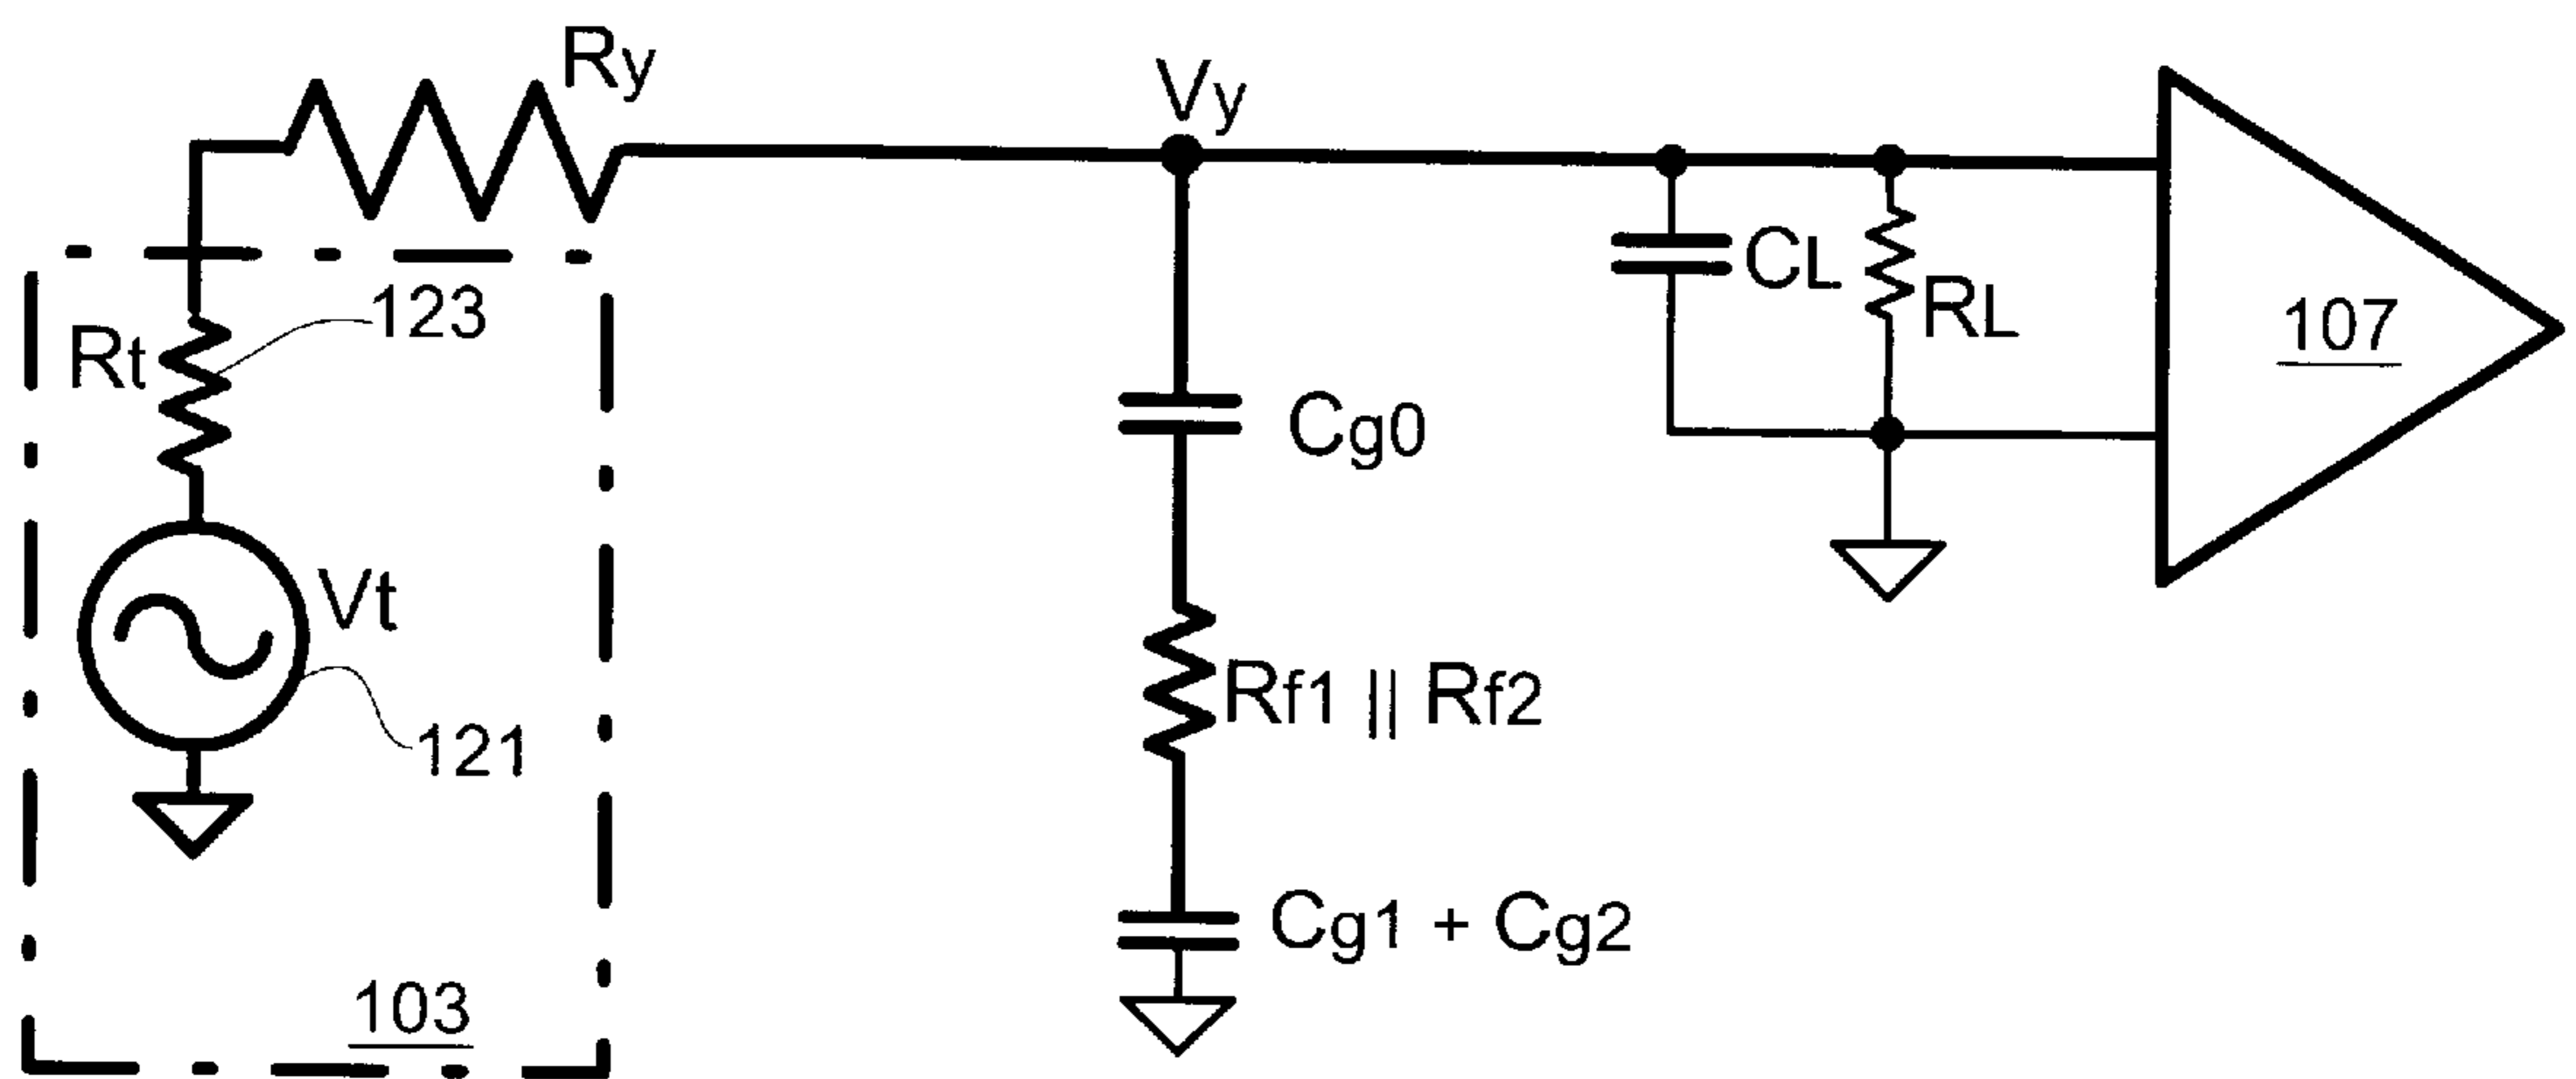 Ry
Vy
Rt
123
CL
RL
107
Cg0
Vt
Rf1 || Rf2
121
Cg1 + Cg2
103